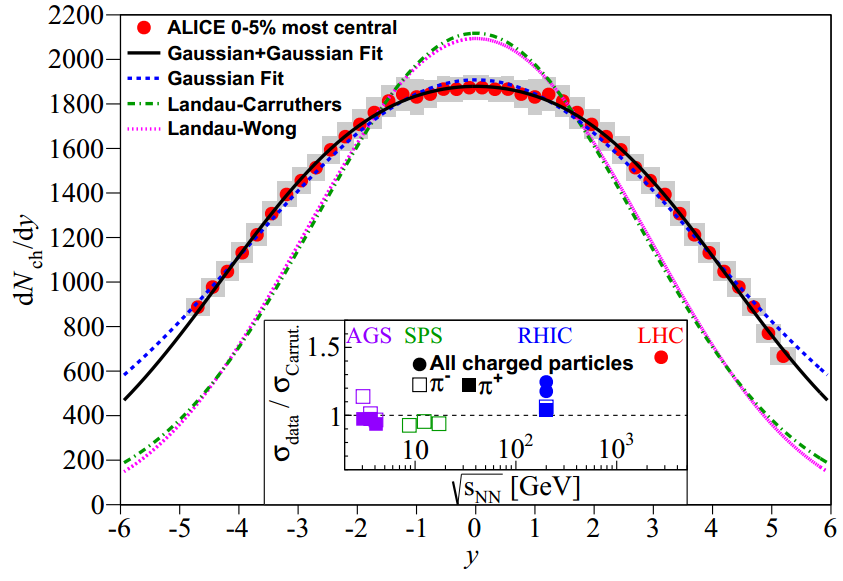 2200
2000
1800
1600
1400
1200
1000
800
600
400
200
0
dN_ch/dy
ALICE 0-5% most central
Gaussian+Gaussian Fit
Gaussian Fit
Landau-Carruthers
Landau-Wong
AGS SPS RHIC LHC
1.5
All charged particles
π⁻ π⁺
1
σ_data / σ_Carrut.
10 10² 10³
√s_NN [GeV]
-6 -5 -4 -3 -2 -1 0 1 2 3 4 5 6
y